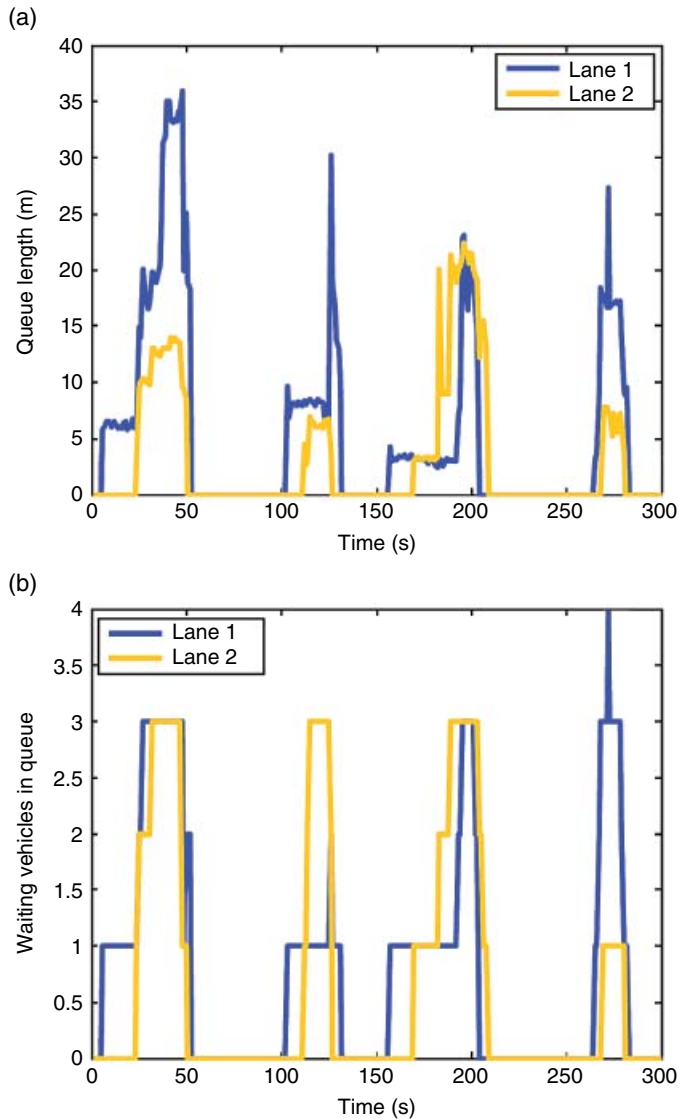 (a)
40
35
30
25
20
15
10
5
0
Queue length (m)
Lane 1
Lane 2
0 50 100 150 200 250 300
Time (s)
(b)
4
3.5
3
2.5
2
1.5
1
0.5
0
Waiting vehicles in queue
Lane 1
Lane 2
0 50 100 150 200 250 300
Time (s)